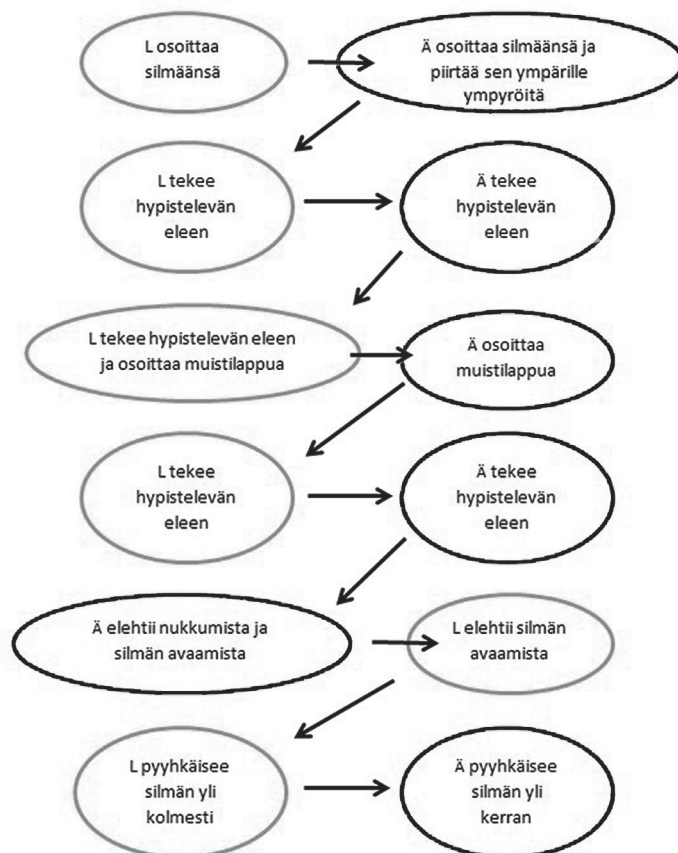 L osoittaa
silmäänsä
Ä osoittaa silmäänsä ja
piirtää sen ympärille
ympyröitä
L tekee
hypistelevän
eleen
Ä tekee
hypistelevän
eleen
L tekee hypistelevän eleen
ja osoittaa muistilappua
Ä osoittaa
muistilappua
L tekee
hypistelevän
eleen
Ä tekee
hypistelevän
eleen
Ä elehtii nukkumista ja
silmän avaamista
L elehtii silmän
avaamista
L pyyhkäisee
silmän yli
kolmesti
Ä pyyhkäisee
silmän yli
kerran